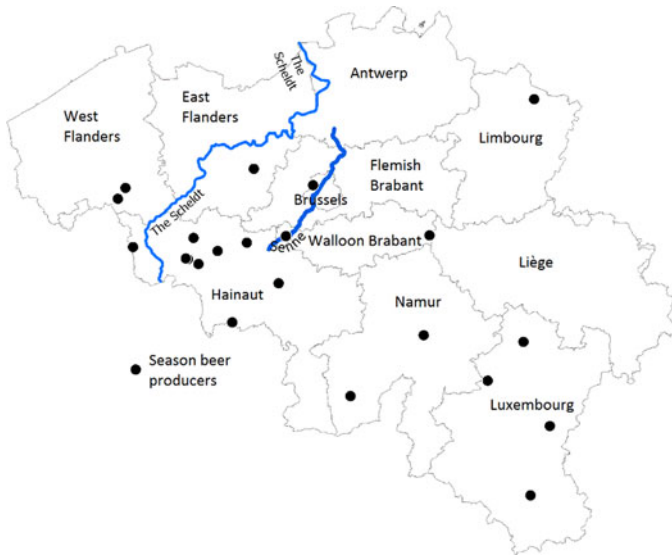 The
Scheldt
Antwerp
West
Flanders
East
Flanders
Limbourg
Flemish
Brabant
Brussels
The Scheldt
Senne
Walloon Brabant
Liège
Hainaut
Namur
Season beer
producers
Luxembourg